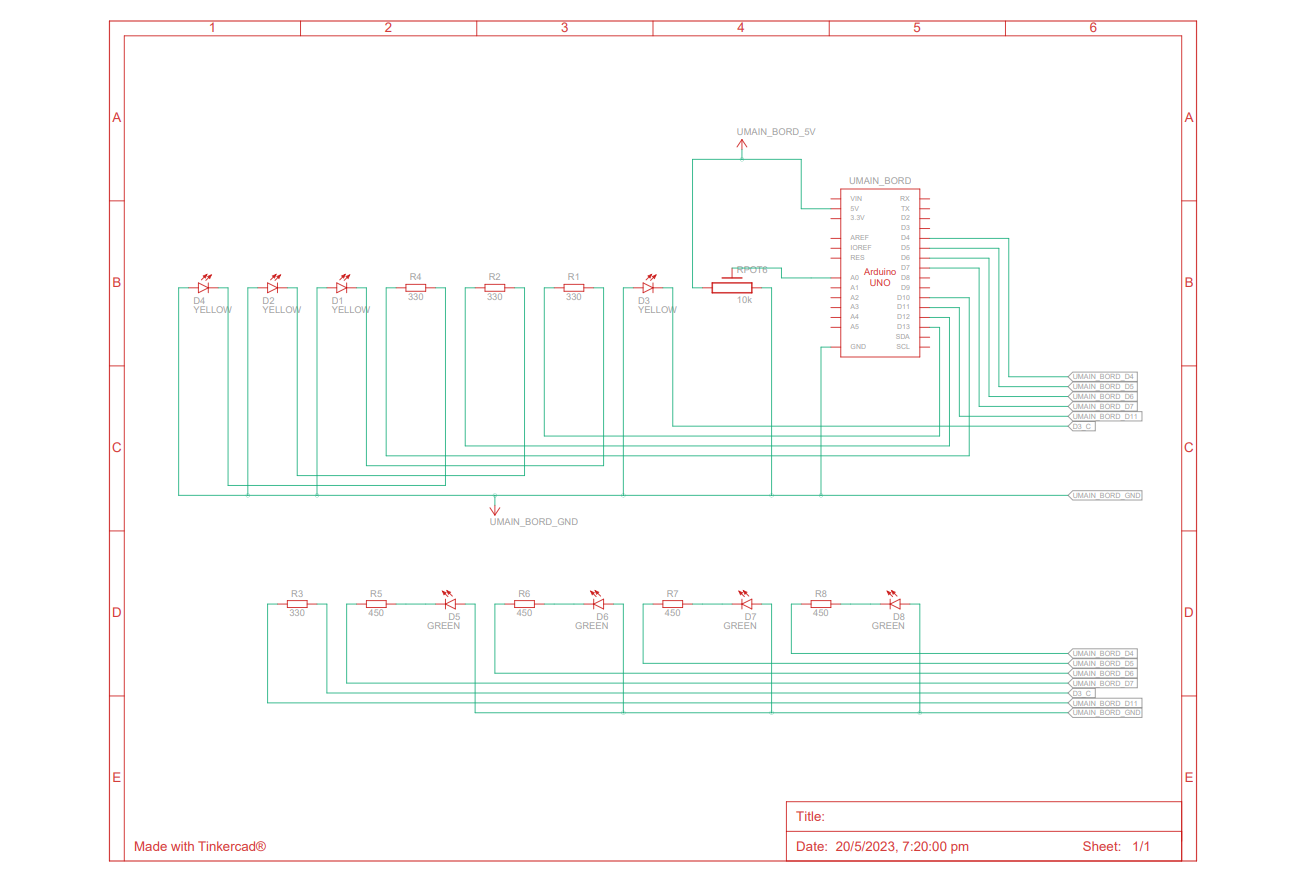 1 2 3 4 5 6
A A
UMAIN_BORD_5V
UMAIN_BORD
VIN RX
5V TX
3.3V D2
D3
AREF D4
IOREF D5
RES D6
D7
A0 D8
A1 D9
A2 D10
A3 D11
A4 D12
A5 D13
SDA
GND SCL
Arduino
UNO
B B
RPOT6
10k
D4
YELLOW
D2
YELLOW
D1
YELLOW
R4
330
R2
330
R1
330
D3
YELLOW
UMAIN_BORD_D4
UMAIN_BORD_D5
UMAIN_BORD_D6
UMAIN_BORD_D7
UMAIN_BORD_D11
D3_C
C C
UMAIN_BORD_GND
UMAIN_BORD_GND
D D
R3
330
R5
450
D5
GREEN
R6
450
D6
GREEN
R7
450
D7
GREEN
R8
450
D8
GREEN
UMAIN_BORD_D4
UMAIN_BORD_D5
UMAIN_BORD_D6
UMAIN_BORD_D7
D3_C
UMAIN_BORD_D11
UMAIN_BORD_GND
E E
Title:
Made with Tinkercad®
Date: 20/5/2023, 7:20:00 pm Sheet: 1/1